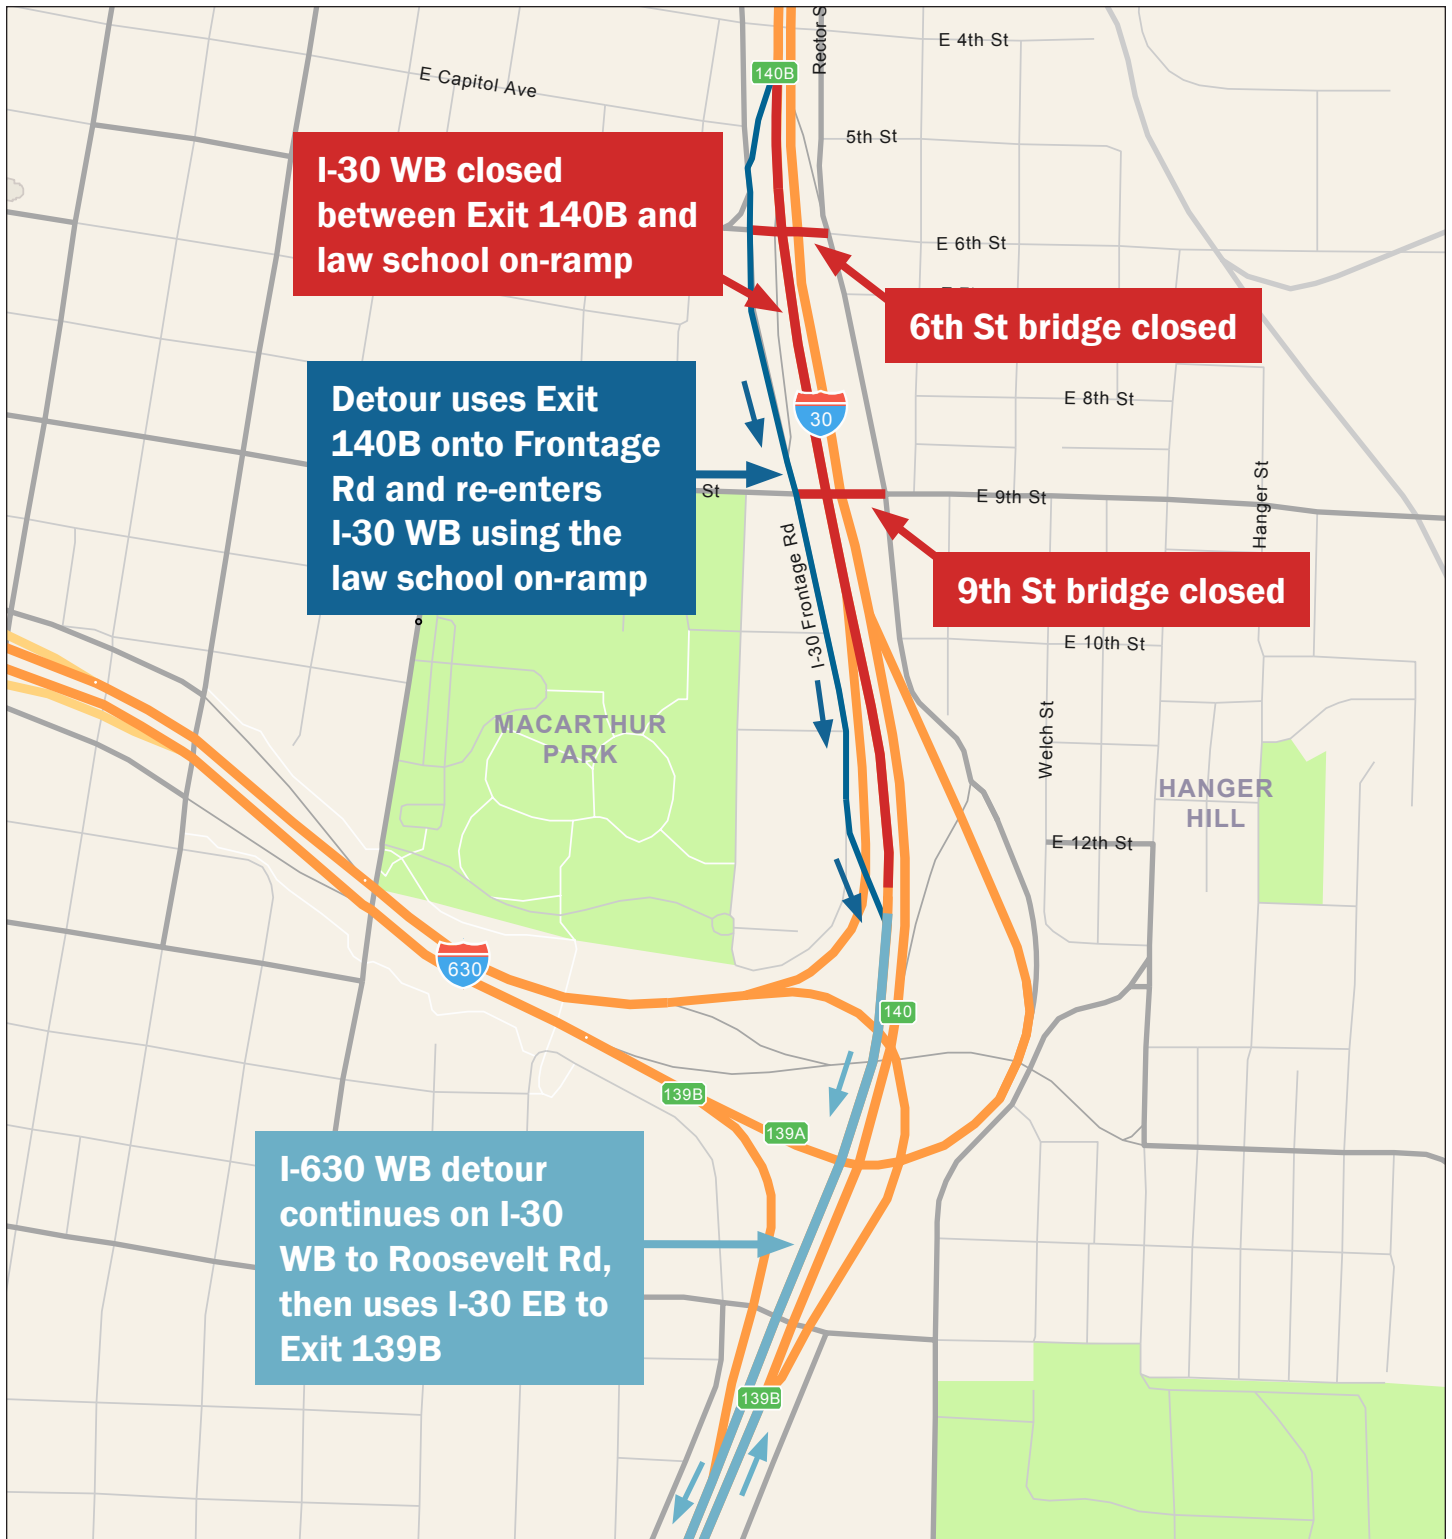 E 4th St
Rector S
140B
E Capitol Ave
5th St
I-30 WB closed
between Exit 140B and
law school on-ramp
E 6th St
6th St bridge closed
Detour uses Exit
140B onto Frontage
Rd and re-enters
I-30 WB using the
law school on-ramp
E 8th St
30
St
E 9th St
Hanger St
I-30 Frontage Rd
9th St bridge closed
E 10th St
MACARTHUR
PARK
Welch St
HANGER
HILL
E 12th St
630
140
139B
139A
I-630 WB detour
continues on I-30
WB to Roosevelt Rd,
then uses I-30 EB to
Exit 139B
139B